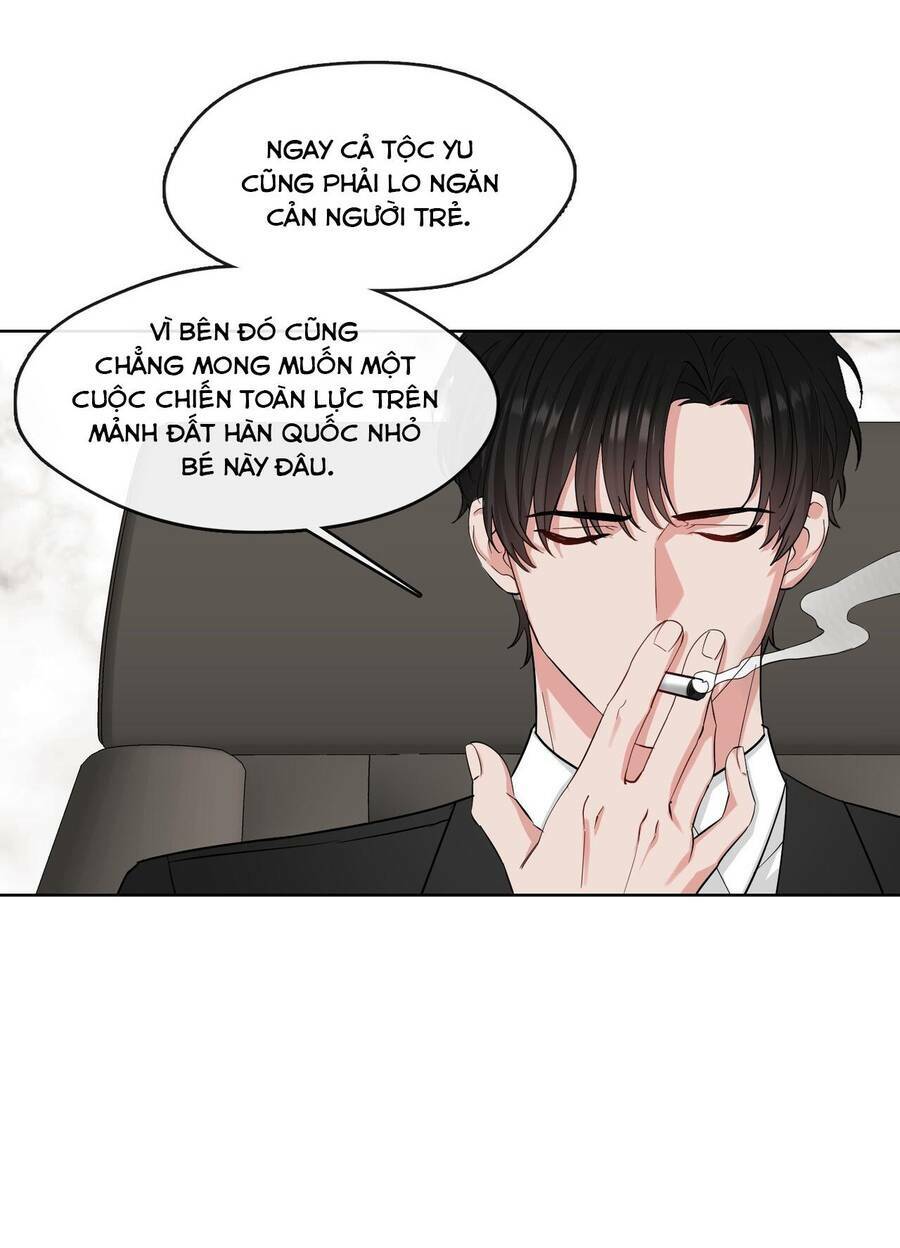 NGAY CẢ TỘC YU
CŨNG PHẢI LO NGĂN
CẢN NGƯỜI TRẺ.
VÌ BÊN ĐÓ CŨNG
CHẲNG MONG MUỐN MỘT
CUỘC CHIẾN TOÀN LỰC TRÊN
MẢNH ĐẤT HÀN QUỐC NHỎ
BÉ NÀY ĐÂU.